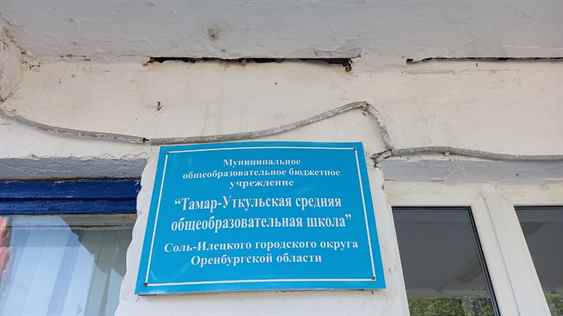 Муниципальное
общеобразовательное бюджетное
учреждение
“Тамар-Уткульская средняя
общеобразовательная школа”
Соль-Илецкого городского округа
Оренбургской области